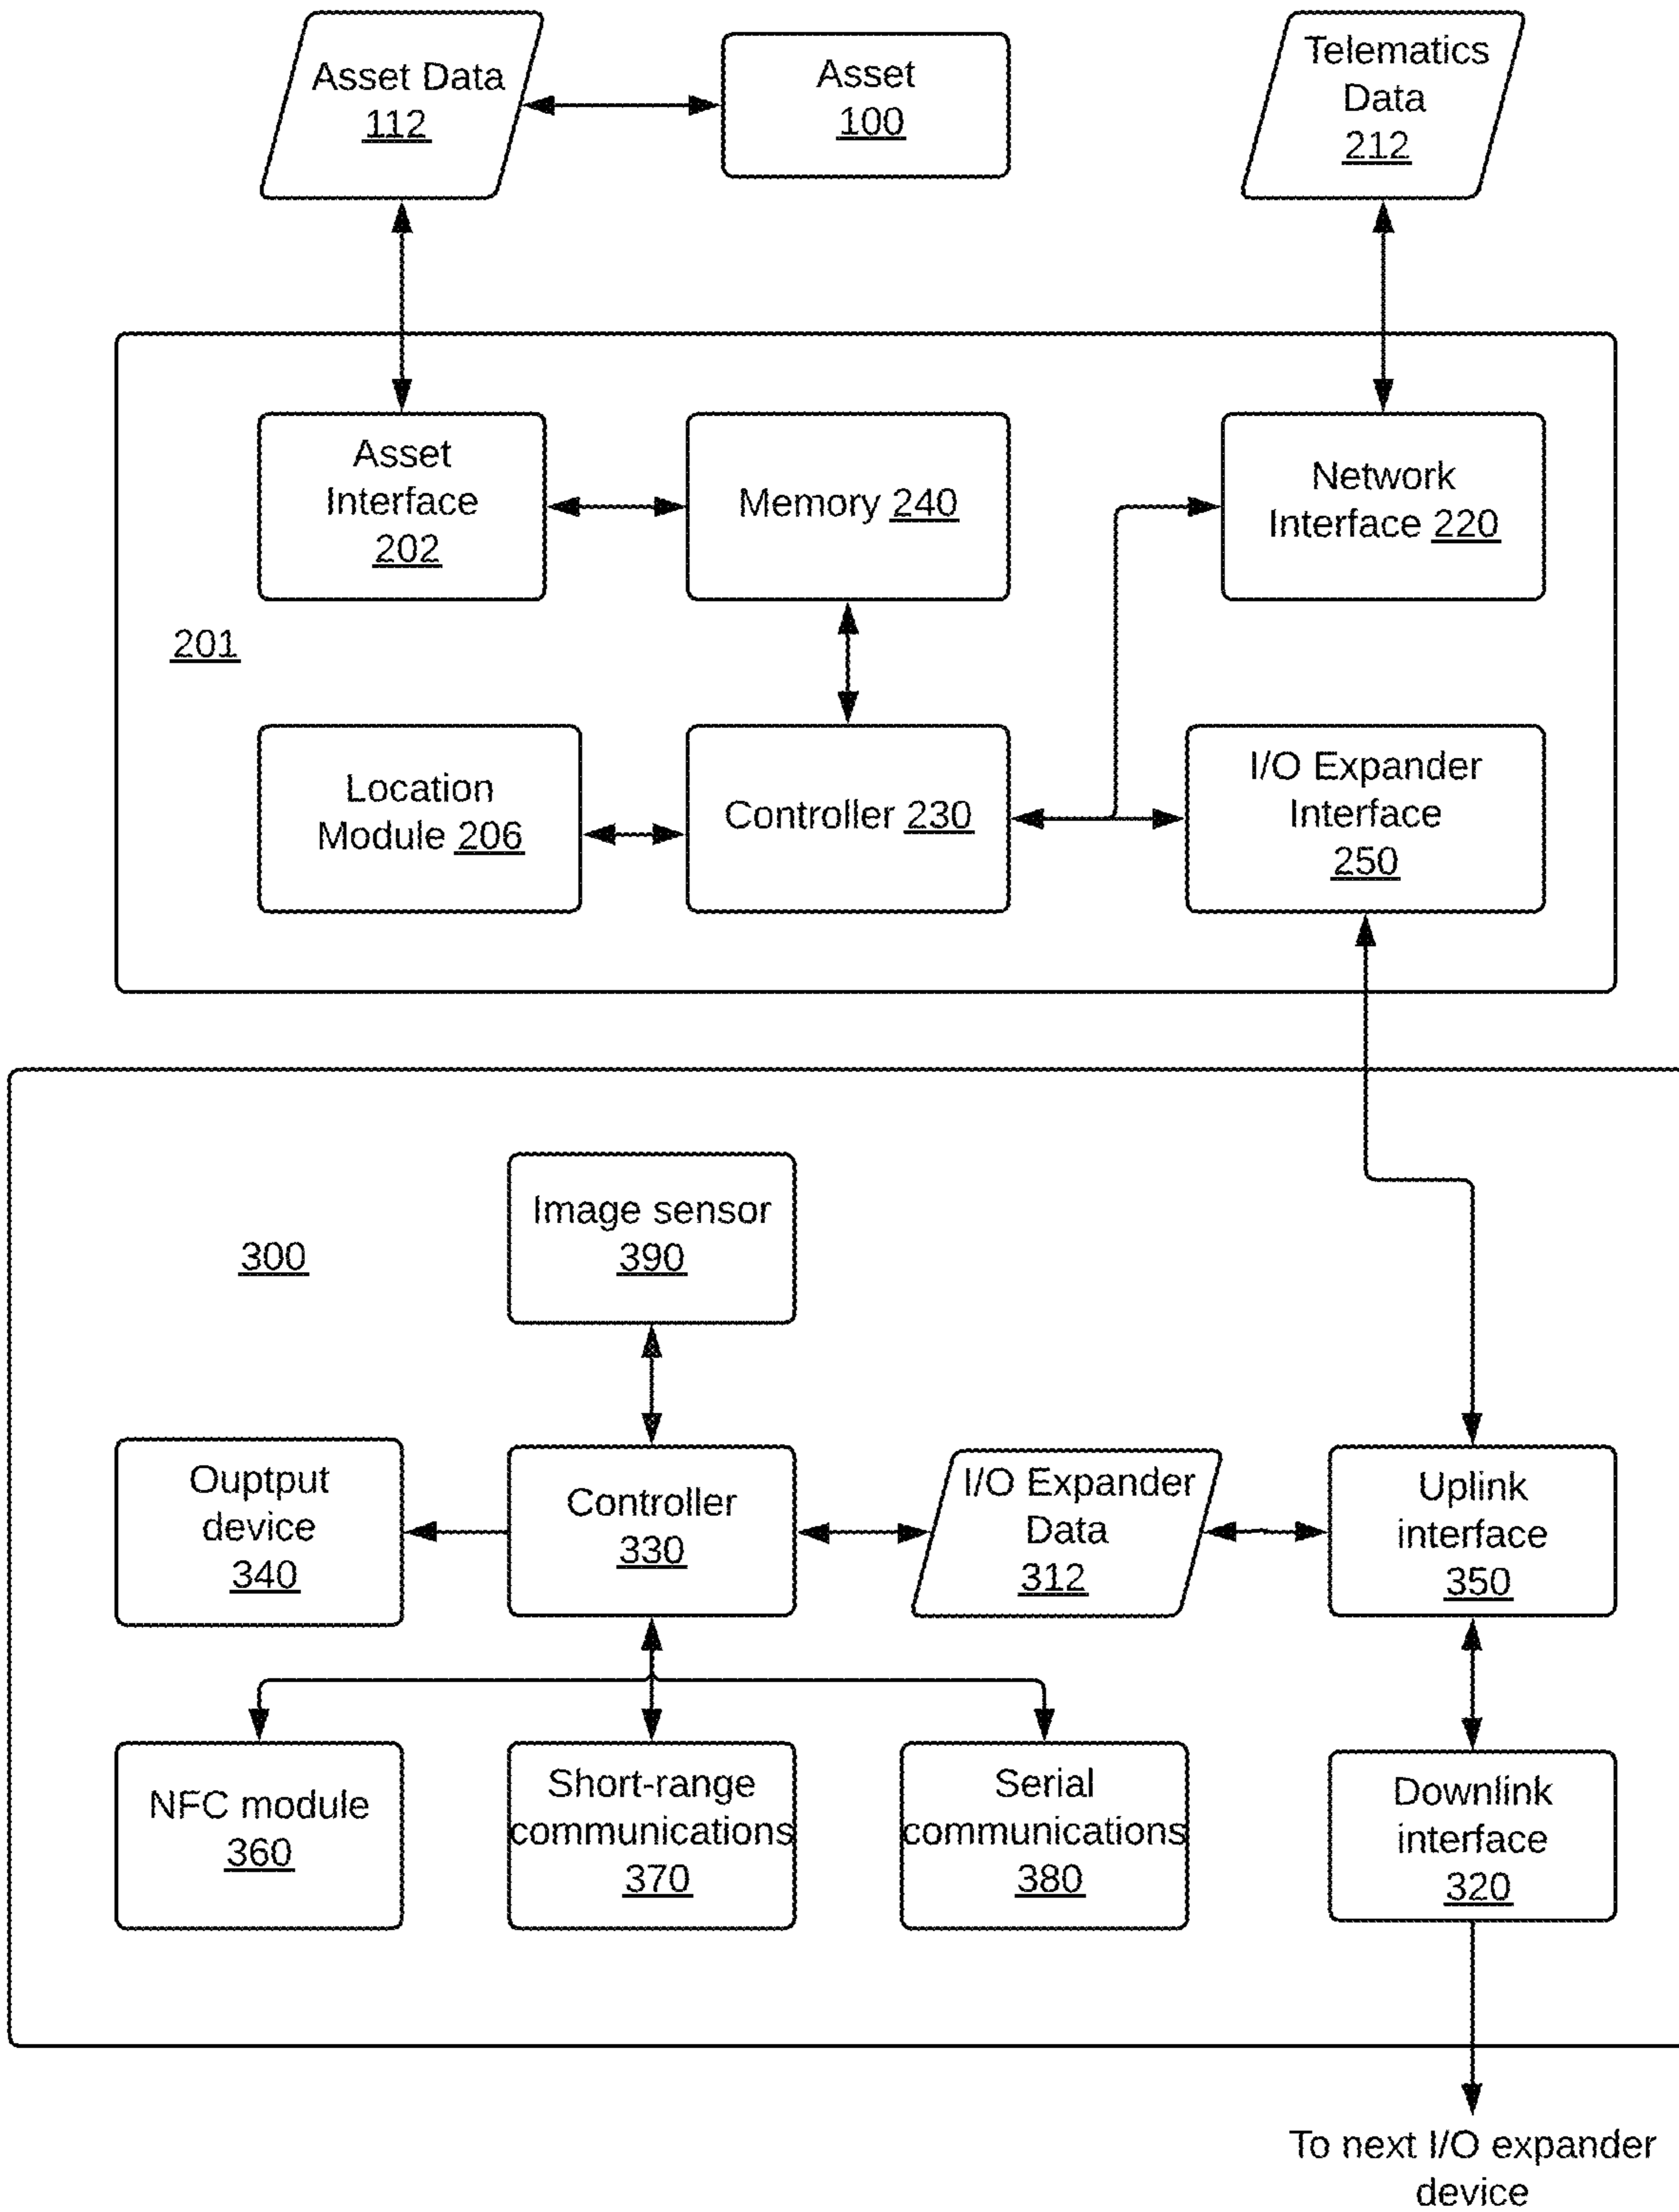 Asset Data
112
Asset
100
Telematics
Data
212
Asset
Interface
202
Memory 240
Network
Interface 220
201
Location
Module 206
Controller 230
I/O Expander
Interface
250
Image sensor
390
300
Ouptput
device
340
Controller
330
I/O Expander
Data
312
Uplink
interface
350
NFC module
360
Short-range
communications
370
Serial
communications
380
Downlink
interface
320
To next I/O expander
device